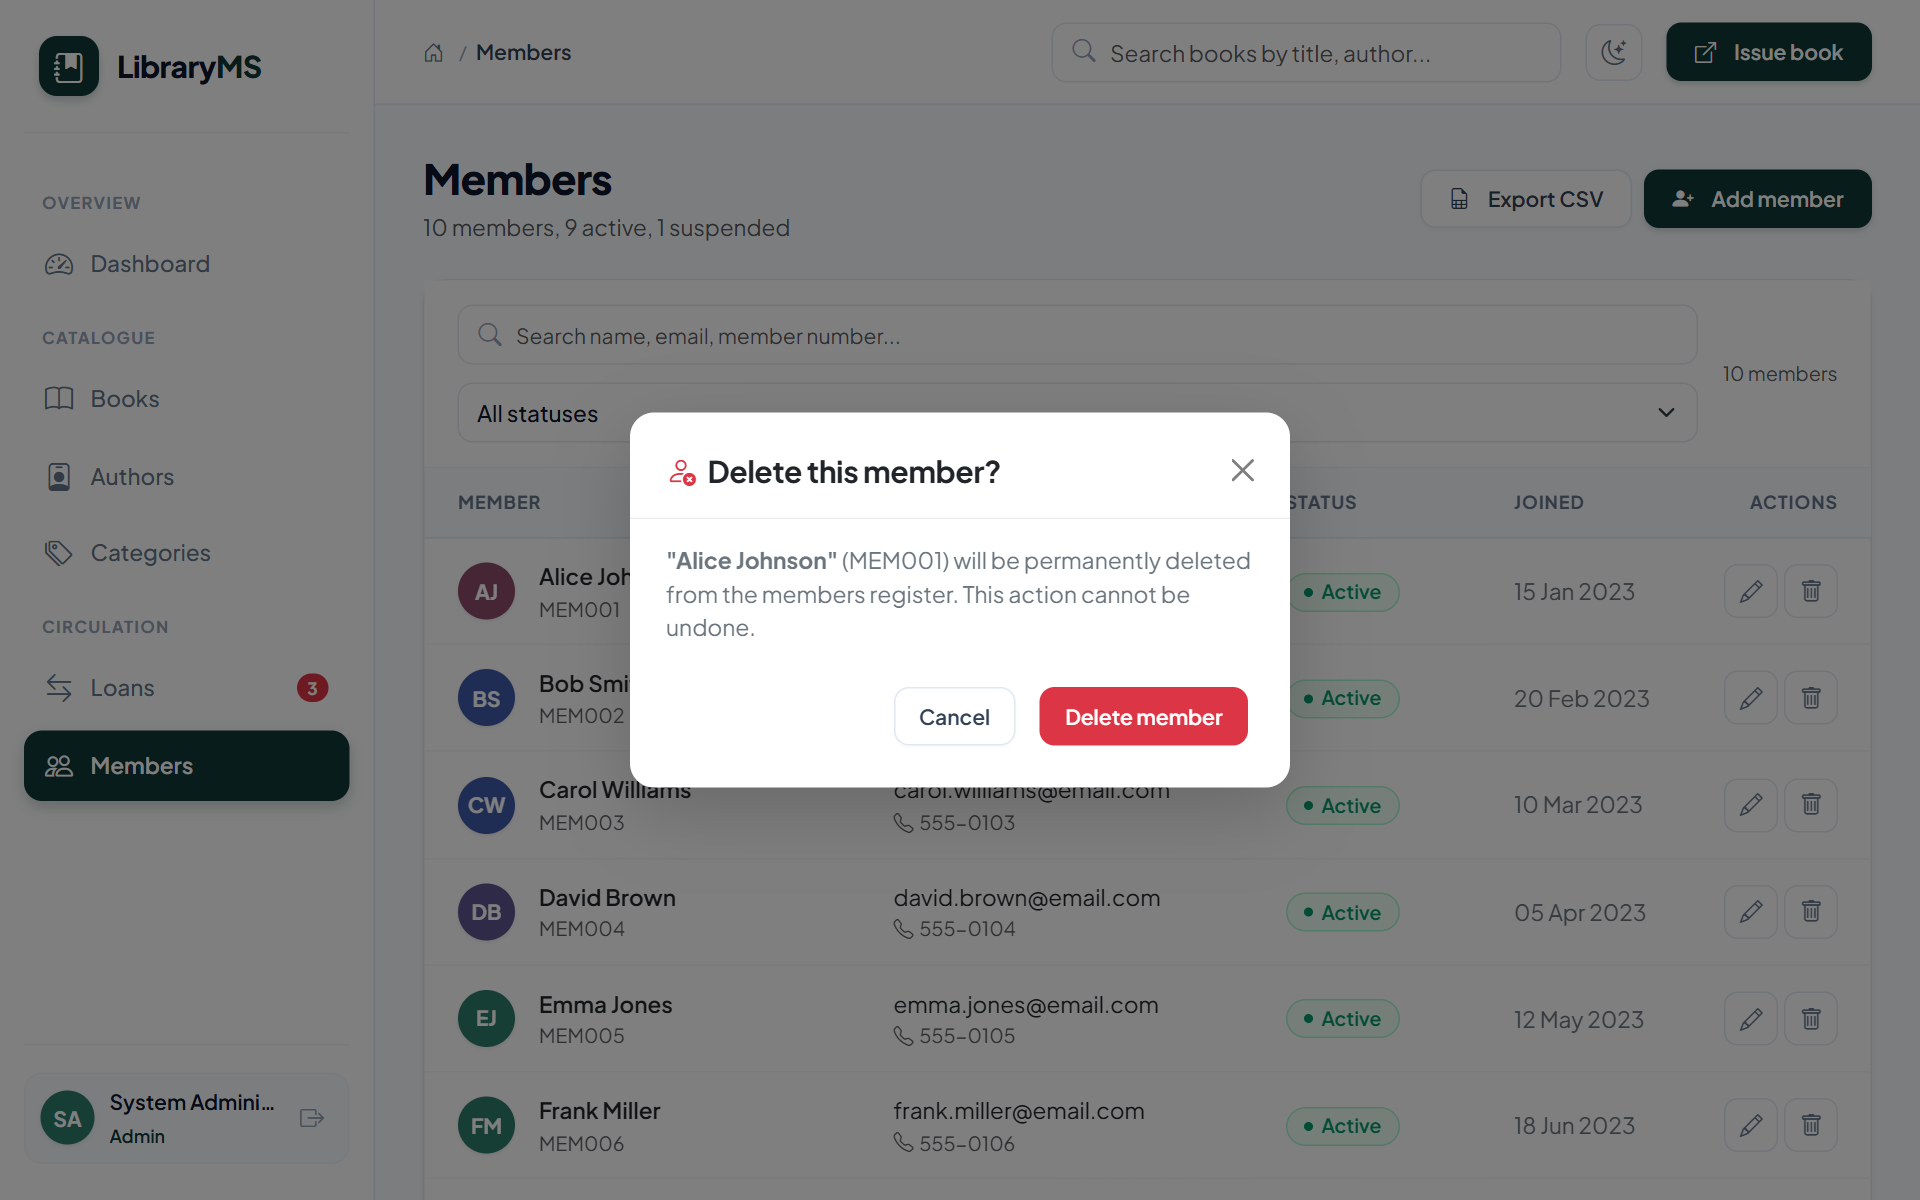 LibraryMS
/ Members
Search books by title, author...
Issue book
OVERVIEW
Dashboard
CATALOGUE
Books
Authors
Categories
CIRCULATION
Loans
3
Members
SA
System Admini...
Admin
Members
10 members, 9 active, 1 suspended
Export CSV
Add member
Search name, email, member number...
All statuses
10 members
MEMBER
STATUS
JOINED
ACTIONS
AJ
Alice Joh
MEM001
Active
15 Jan 2023
BS
Bob Smi
MEM002
Active
20 Feb 2023
CW
Carol Williams
MEM003
carol.williams@email.com
555-0103
Active
10 Mar 2023
DB
David Brown
MEM004
david.brown@email.com
555-0104
Active
05 Apr 2023
EJ
Emma Jones
MEM005
emma.jones@email.com
555-0105
Active
12 May 2023
FM
Frank Miller
MEM006
frank.miller@email.com
555-0106
Active
18 Jun 2023
Delete this member?
"Alice Johnson" (MEM001) will be permanently deleted
from the members register. This action cannot be
undone.
Cancel
Delete member